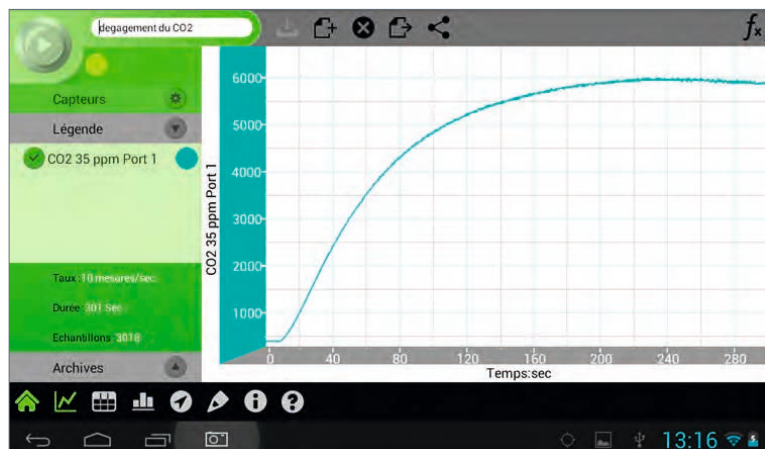 degagement du CO2
fx
Capteurs
Légende
CO2 35 ppm Port 1
Taux 10 mesures/sec
Durée 301 Sec
Echantillons 3018
Archives
CO2 35 ppm Port 1
6000
5000
4000
3000
2000
1000
0 40 80 120 160 200 240 280
Temps:sec
13:16